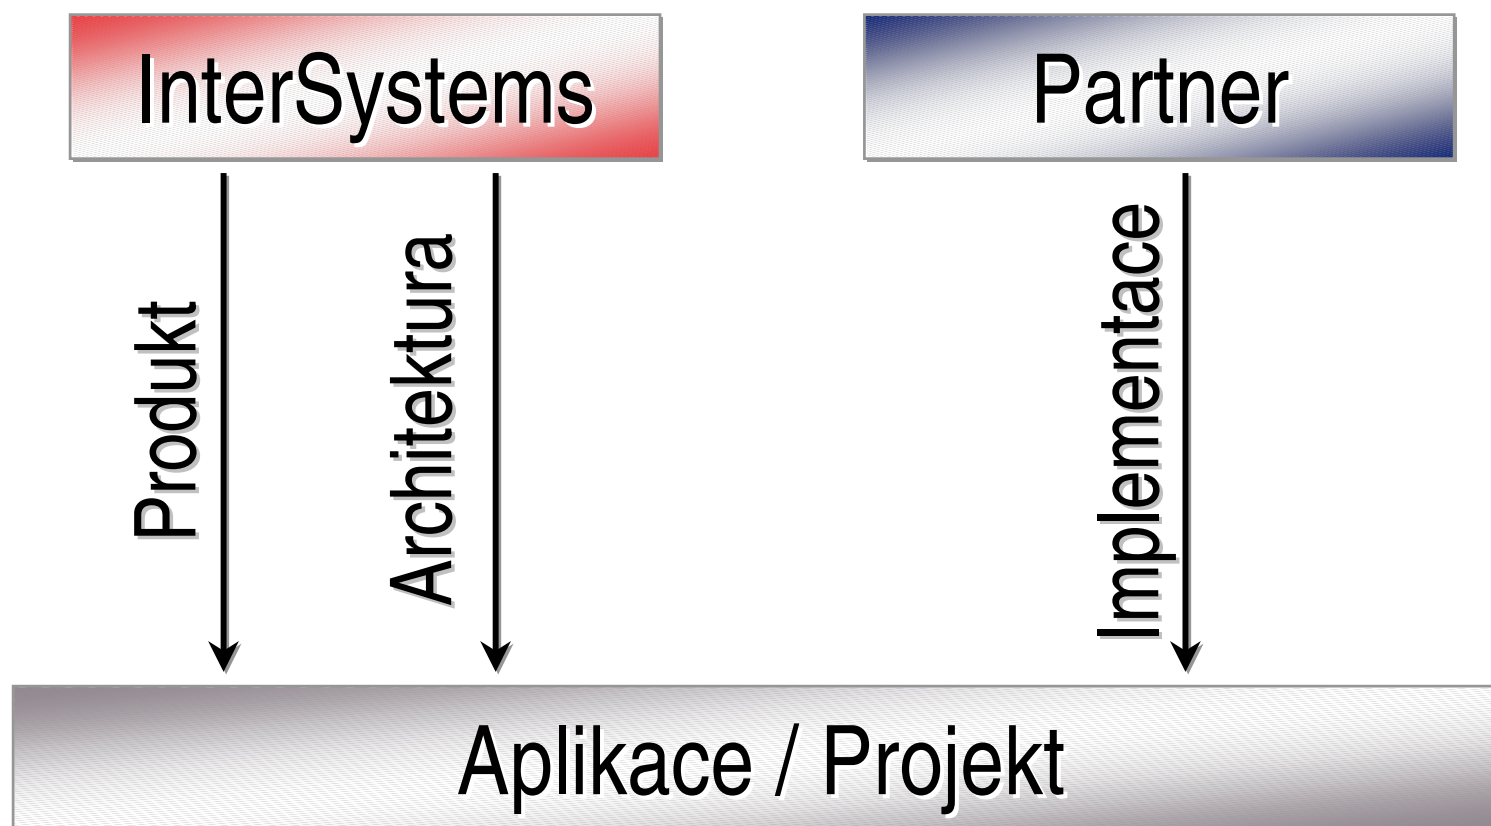 InterSystems
Partner
Produkt
Architektura
Implementace
Aplikace / Projekt